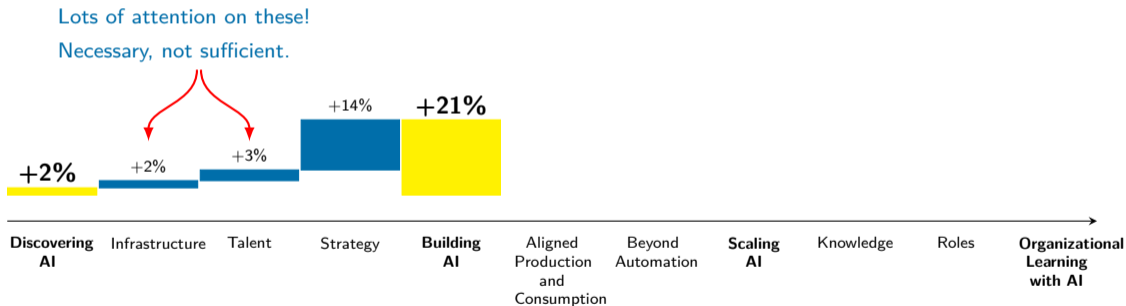 Lots of attention on these!
Necessary, not sufficient.
+14%
+21%
+3%
+2%
+2%
Discovering
AI
Infrastructure
Talent
Strategy
Building
AI
Aligned
Production
and
Consumption
Beyond
Automation
Scaling
AI
Knowledge
Roles
Organizational
Learning
with AI